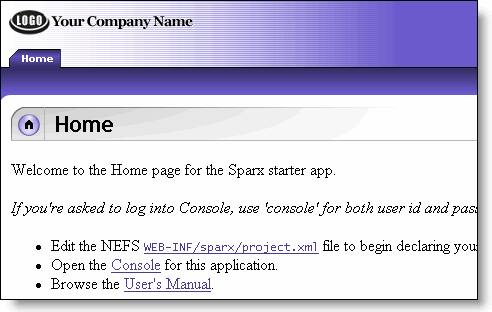 LOGO Your Company Name
Home
Home
Welcome to the Home page for the Sparx starter app.
If you're asked to log into Console, use 'console' for both user id and
Edit the NEFS WEB-INF/sparx/project.xml file to begin declaring
Open the Console for this application.
Browse the User's Manual.